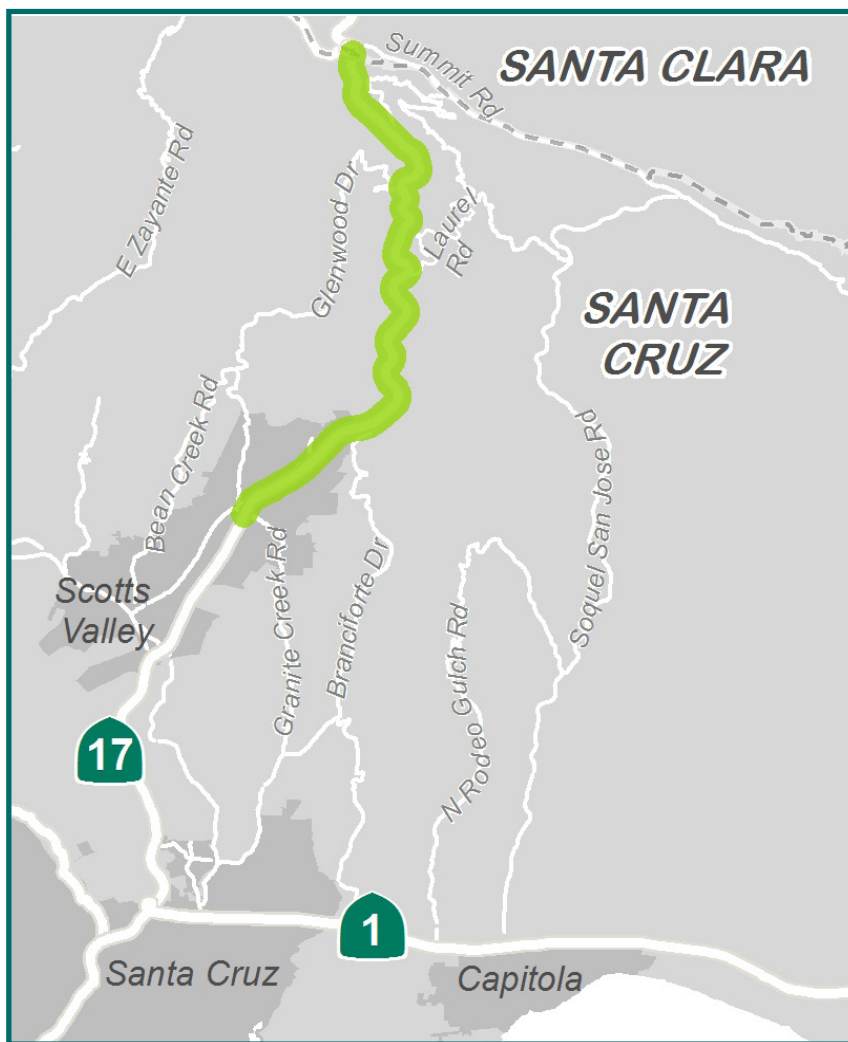 Summit Rd
SANTA CLARA
E Zayante Rd
Glenwood Dr
Laurel
Rd
SANTA
CRUZ
Bean Creek Rd
Soquel San Jose Rd
Granite Creek Rd
Branciforte Dr
Scotts
Valley
N Rodeo Gulch Rd
17
1
Santa Cruz
Capitola